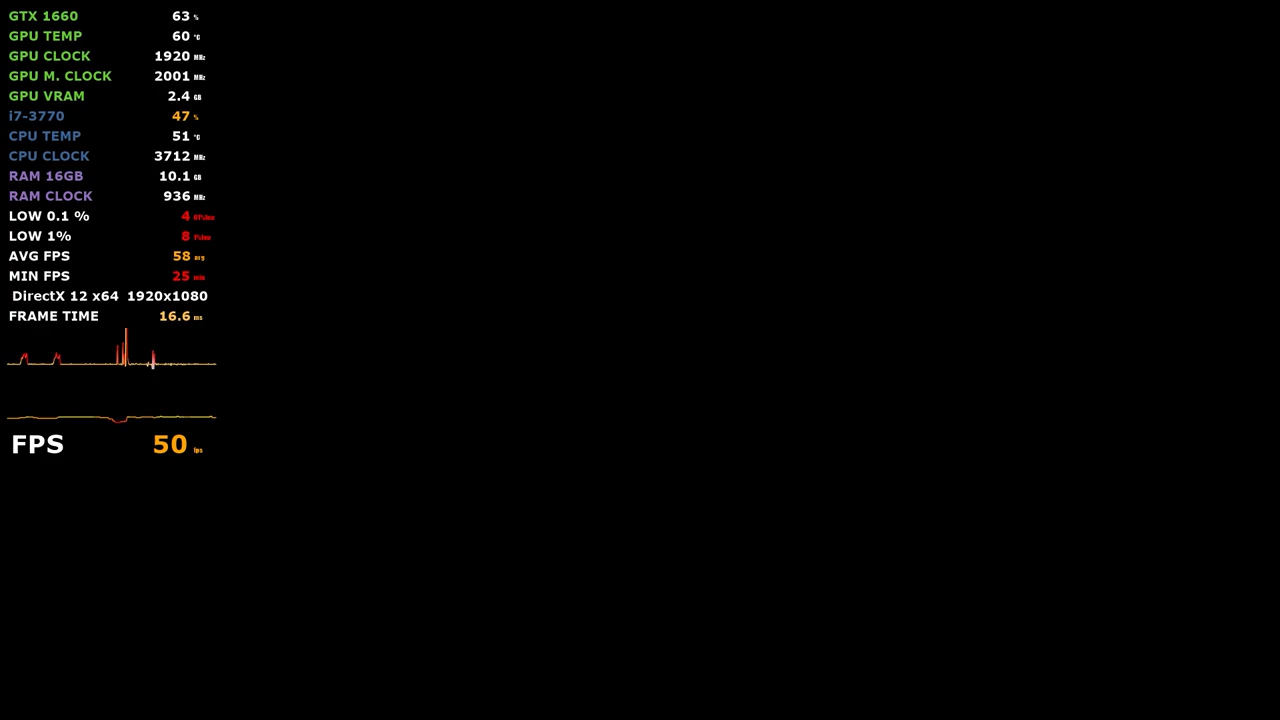 GTX 1660 63 %
GPU TEMP 60 °C
GPU CLOCK 1920 MHz
GPU M. CLOCK 2001 MHz
GPU VRAM 2.4 GB
i7-3770 47 %
CPU TEMP 51 °C
CPU CLOCK 3712 MHz
RAM 16GB 10.1 GB
RAM CLOCK 936 MHz
LOW 0.1 % 4
LOW 1% 8
AVG FPS 58 avg
MIN FPS 25 min
DirectX 12 x64 1920x1080
FRAME TIME 16.6 ms
FPS 50 fps